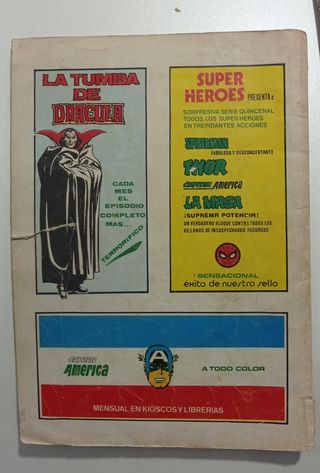 LA TUMBA
DE
DRACULA
CADA
MES
EL
EPISODIO
COMPLETO
MAS...
TERRORIFICO
SUPER
HEROES PRESENTA:
SORPRESIVA SERIE QUINCENAL
TODOS LOS SUPER HEROES
EN TREPIDANTES ACCIONES
SPIDERMAN
FABULOSO Y DESCONCERTANTE
THOR
CAPITAN America
LA MASA
¡SUPREMA POTENCIA!
UN VERDADERO BLOQUE CONTRA TODOS LOS
VILLANOS DE INSOSPECHADOS RECURSOS
SENSACIONAL
éxito de nuestro sello
CAPITAN
America
A
A TODO COLOR
MENSUAL EN KIOSCOS Y LIBRERIAS